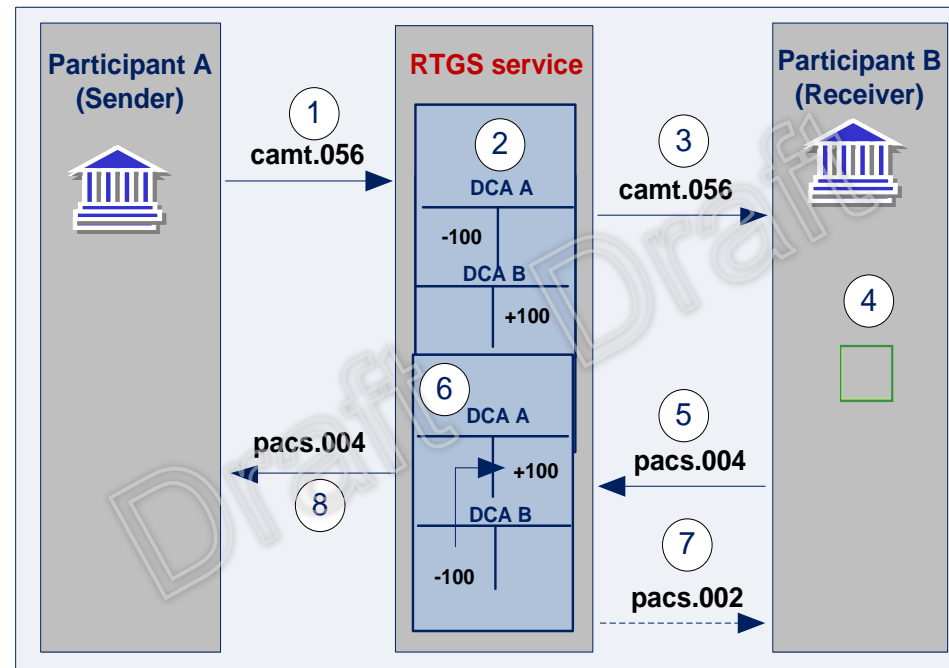 Participant A
(Sender)
RTGS service
Participant B
(Receiver)
1
camt.056
2
3
camt.056
DCA A
-100
DCA B
+100
4
6
DCA A
+100
DCA B
-100
5
pacs.004
pacs.004
8
7
pacs.002
Draft
Draft